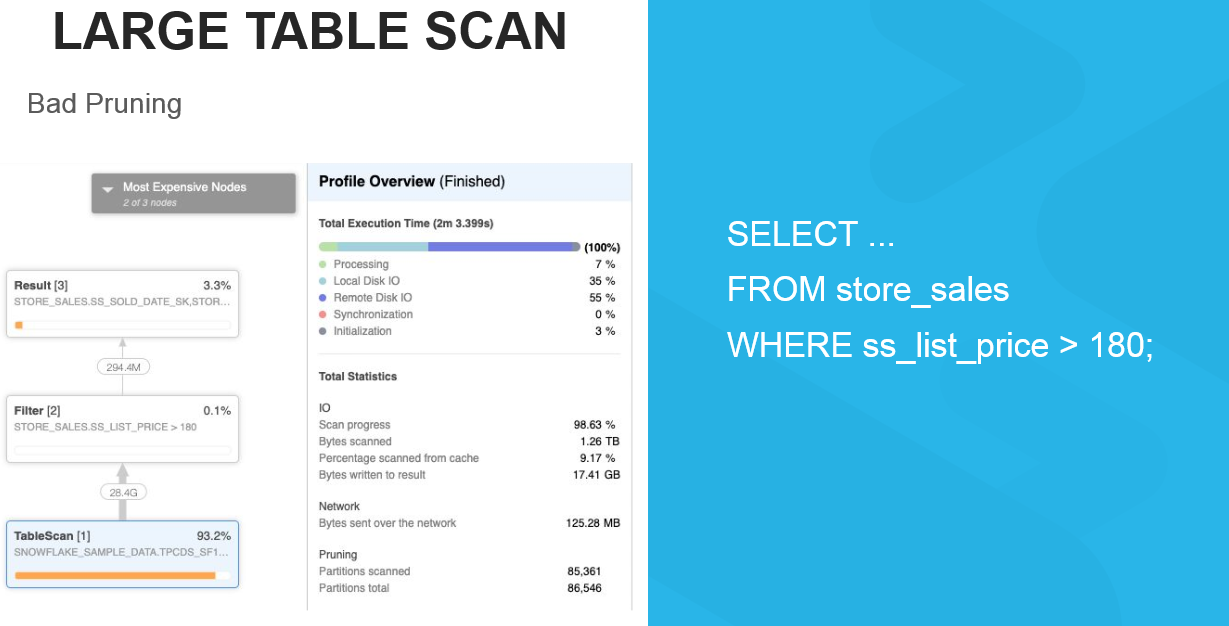 LARGE TABLE SCAN
Bad Pruning
Most Expensive Nodes
2 of 3 nodes
Result [3] 3.3%
STORE_SALES.SS_SOLD_DATE_SK,STOR...
294.4M
Filter [2] 0.1%
STORE_SALES.SS_LIST_PRICE > 180
28.4G
TableScan [1] 93.2%
SNOWFLAKE_SAMPLE_DATA.TPCDS_SF1...
Profile Overview (Finished)
Total Execution Time (2m 3.399s)
(100%)
Processing 7 %
Local Disk IO 35 %
Remote Disk IO 55 %
Synchronization 0 %
Initialization 3 %
Total Statistics
IO
Scan progress 98.63 %
Bytes scanned 1.26 TB
Percentage scanned from cache 9.17 %
Bytes written to result 17.41 GB
Network
Bytes sent over the network 125.28 MB
Pruning
Partitions scanned 85,361
Partitions total 86,546
SELECT ...
FROM store_sales
WHERE ss_list_price > 180;